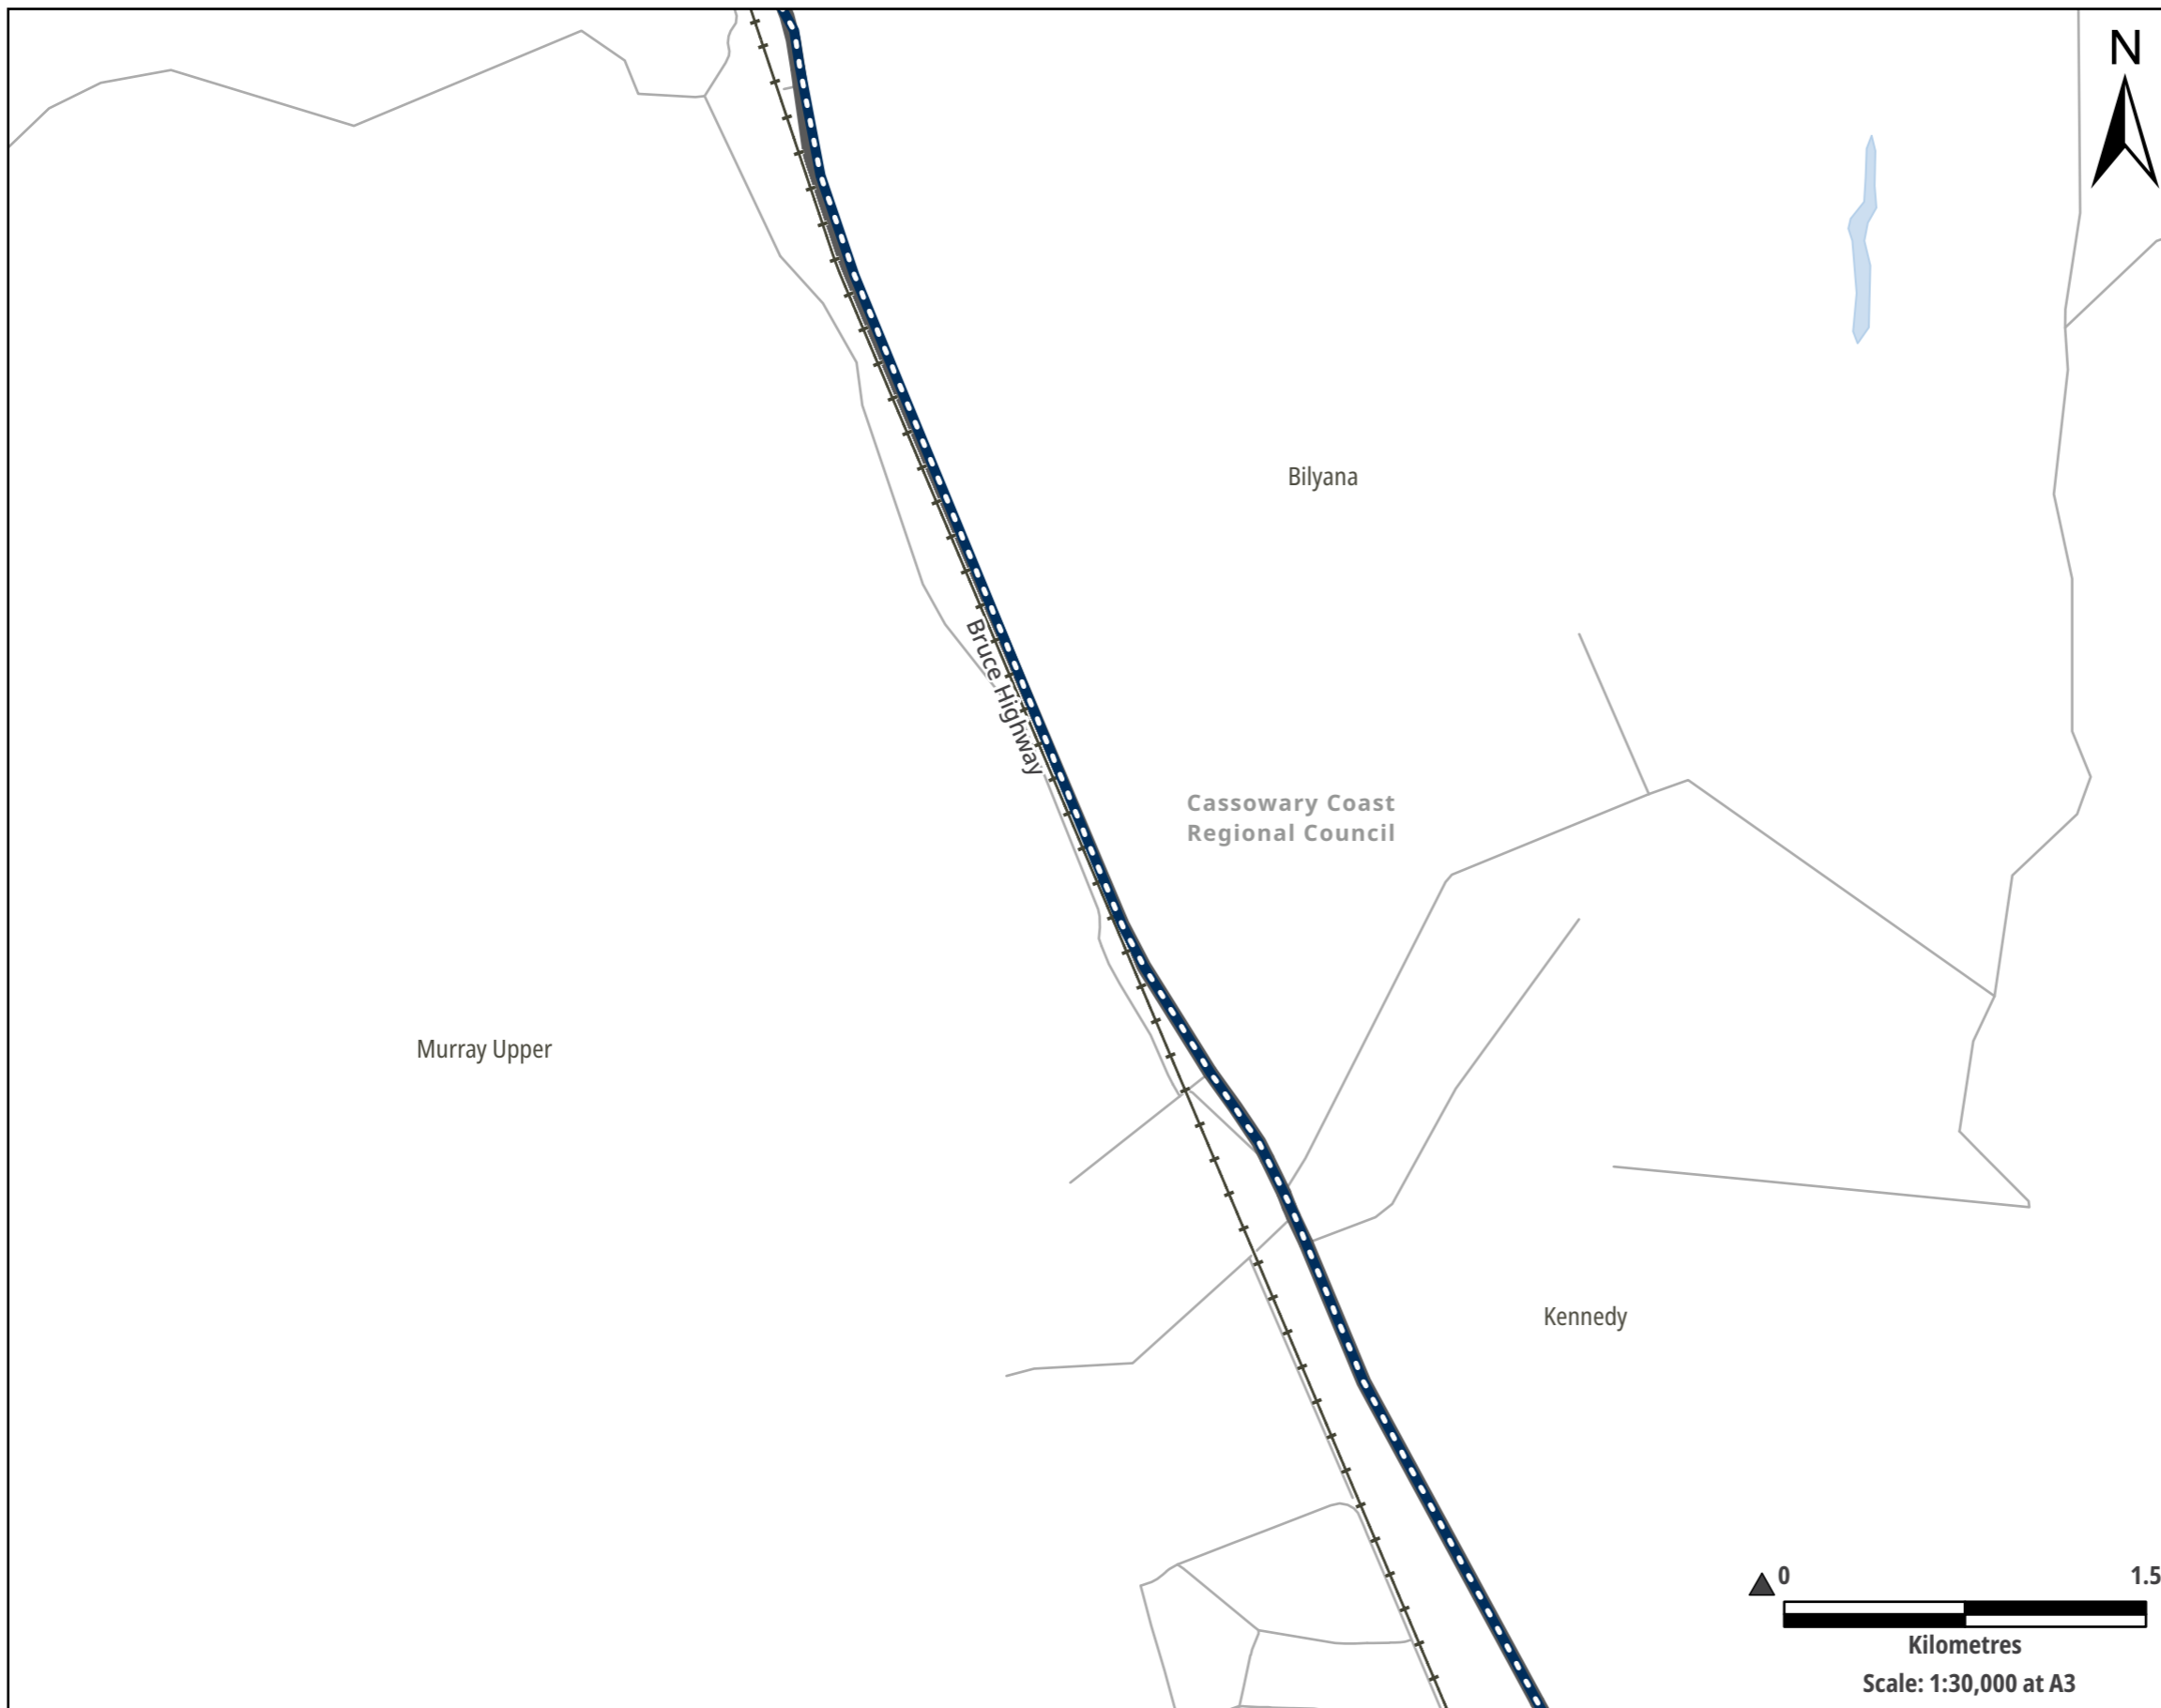 N
Bilyana
Bruce Highway
Cassowary Coast
Regional Council
Murray Upper
Kennedy
0 1.5
Kilometres
Scale: 1:30,000 at A3